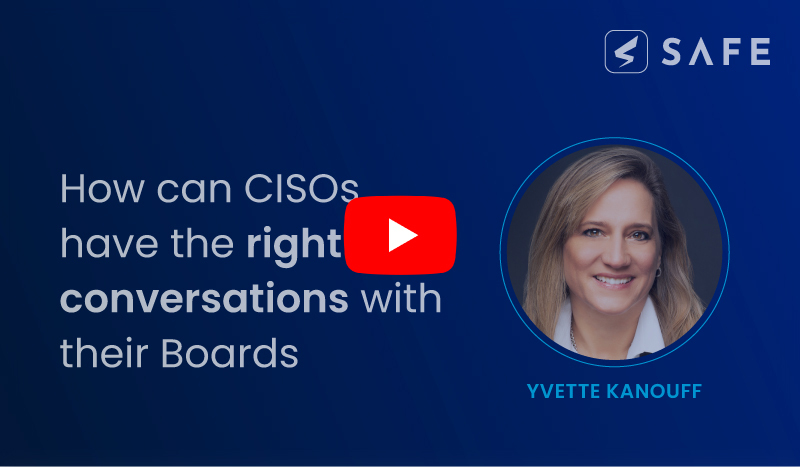 SAFE
How can CISOs
have the right
conversations with
their Boards
YVETTE KANOUFF